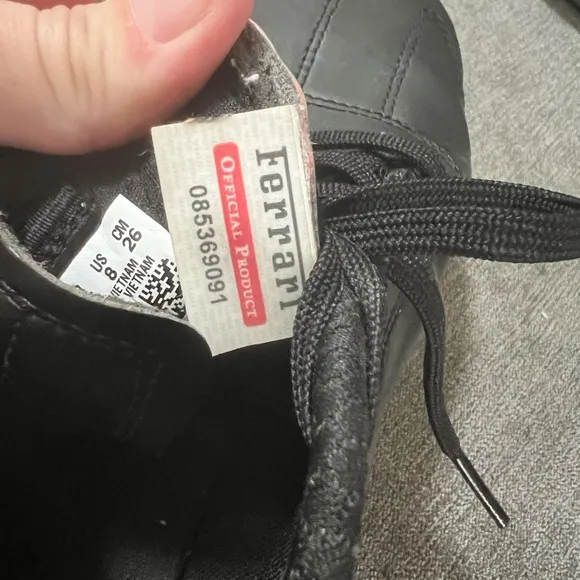 Ferrari
OFFICIAL PRODUCT
085369091
US CM
8 26
VIETNAM
VIETNAM